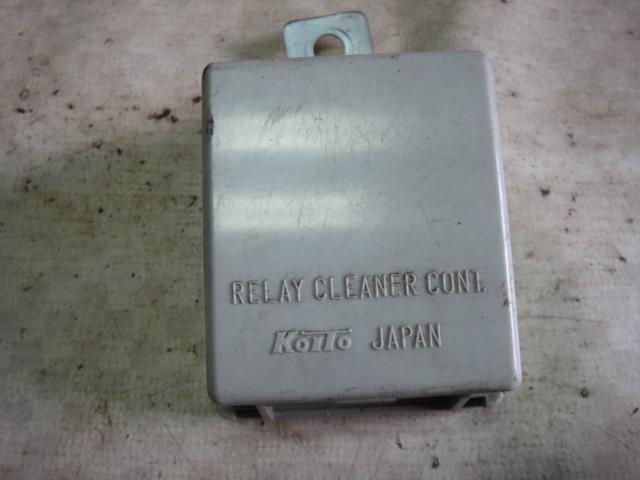 RELAY CLEANER CONT.
KOITO JAPAN